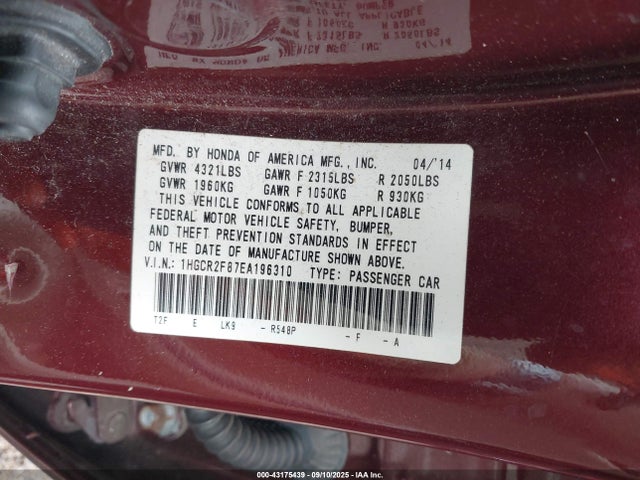 MFD. BY HONDA OF AMERICA MFG., INC. 04/'14
GVWR 4321LBS GAWR F 2315LBS R 2050LBS
GVWR 1960KG GAWR F 1050KG R 930KG
THIS VEHICLE CONFORMS TO ALL APPLICABLE
FEDERAL MOTOR VEHICLE SAFETY, BUMPER,
AND THEFT PREVENTION STANDARDS IN EFFECT
ON THE DATE OF MANUFACTURE SHOWN ABOVE.
V.I.N.: 1HGCR2F87EA196310 TYPE: PASSENGER CAR
T2F E LK9 - R548P - F - A
000-43175439 - 09/10/2025 - IAA Inc.